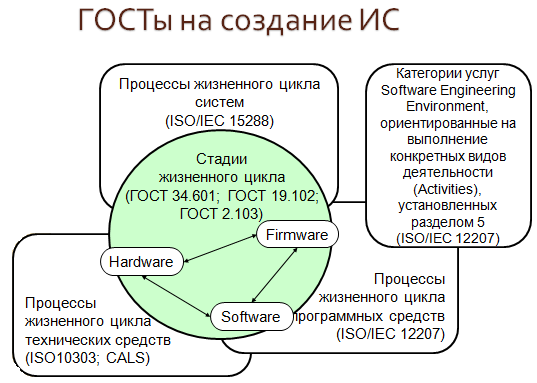 ГОСТы на создание ИС
Процессы жизненного цикла
систем
(ISO/IEC 15288)
Категории услуг
Software Engineering
Environment,
ориентированные на
выполнение
конкретных видов
деятельности
(Activities),
установленных
разделом 5
(ISO/IEC 12207)
Стадии
жизненного цикла
(ГОСТ 34.601; ГОСТ 19.102;
ГОСТ 2.103)
Firmware
Hardware
Software
Процессы
жизненного цикла
технических средств
(ISO10303; CALS)
Процессы
жизненного цикла
программных средств
(ISO/IEC 12207)